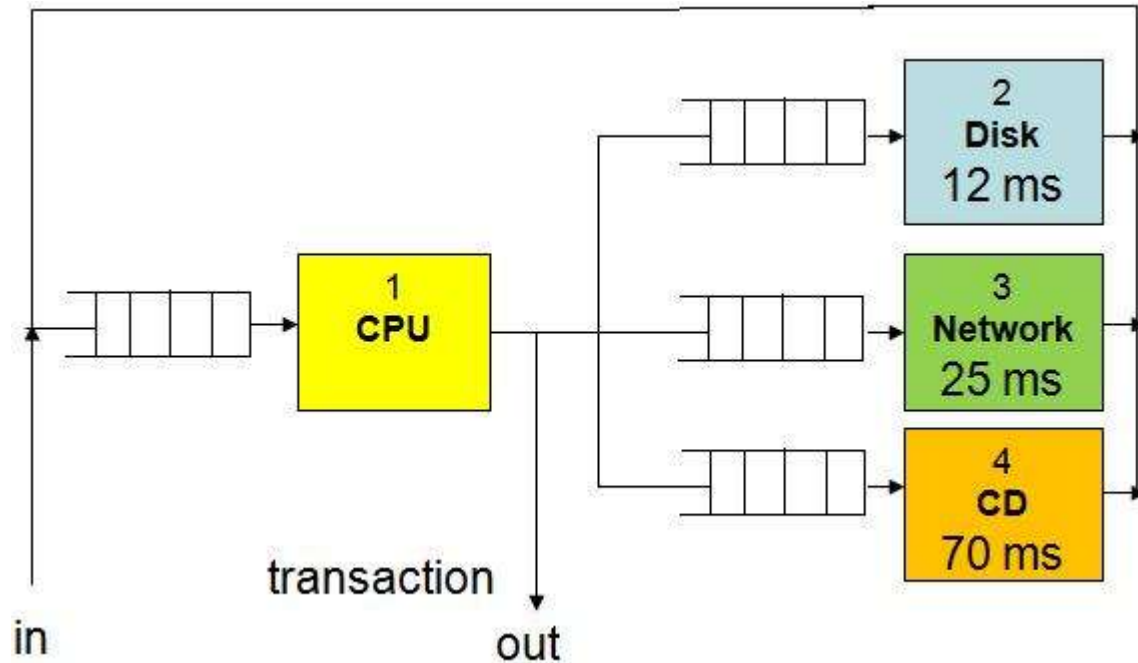 2
Disk
12 ms
1
CPU
3
Network
25 ms
4
CD
70 ms
transaction
in
out